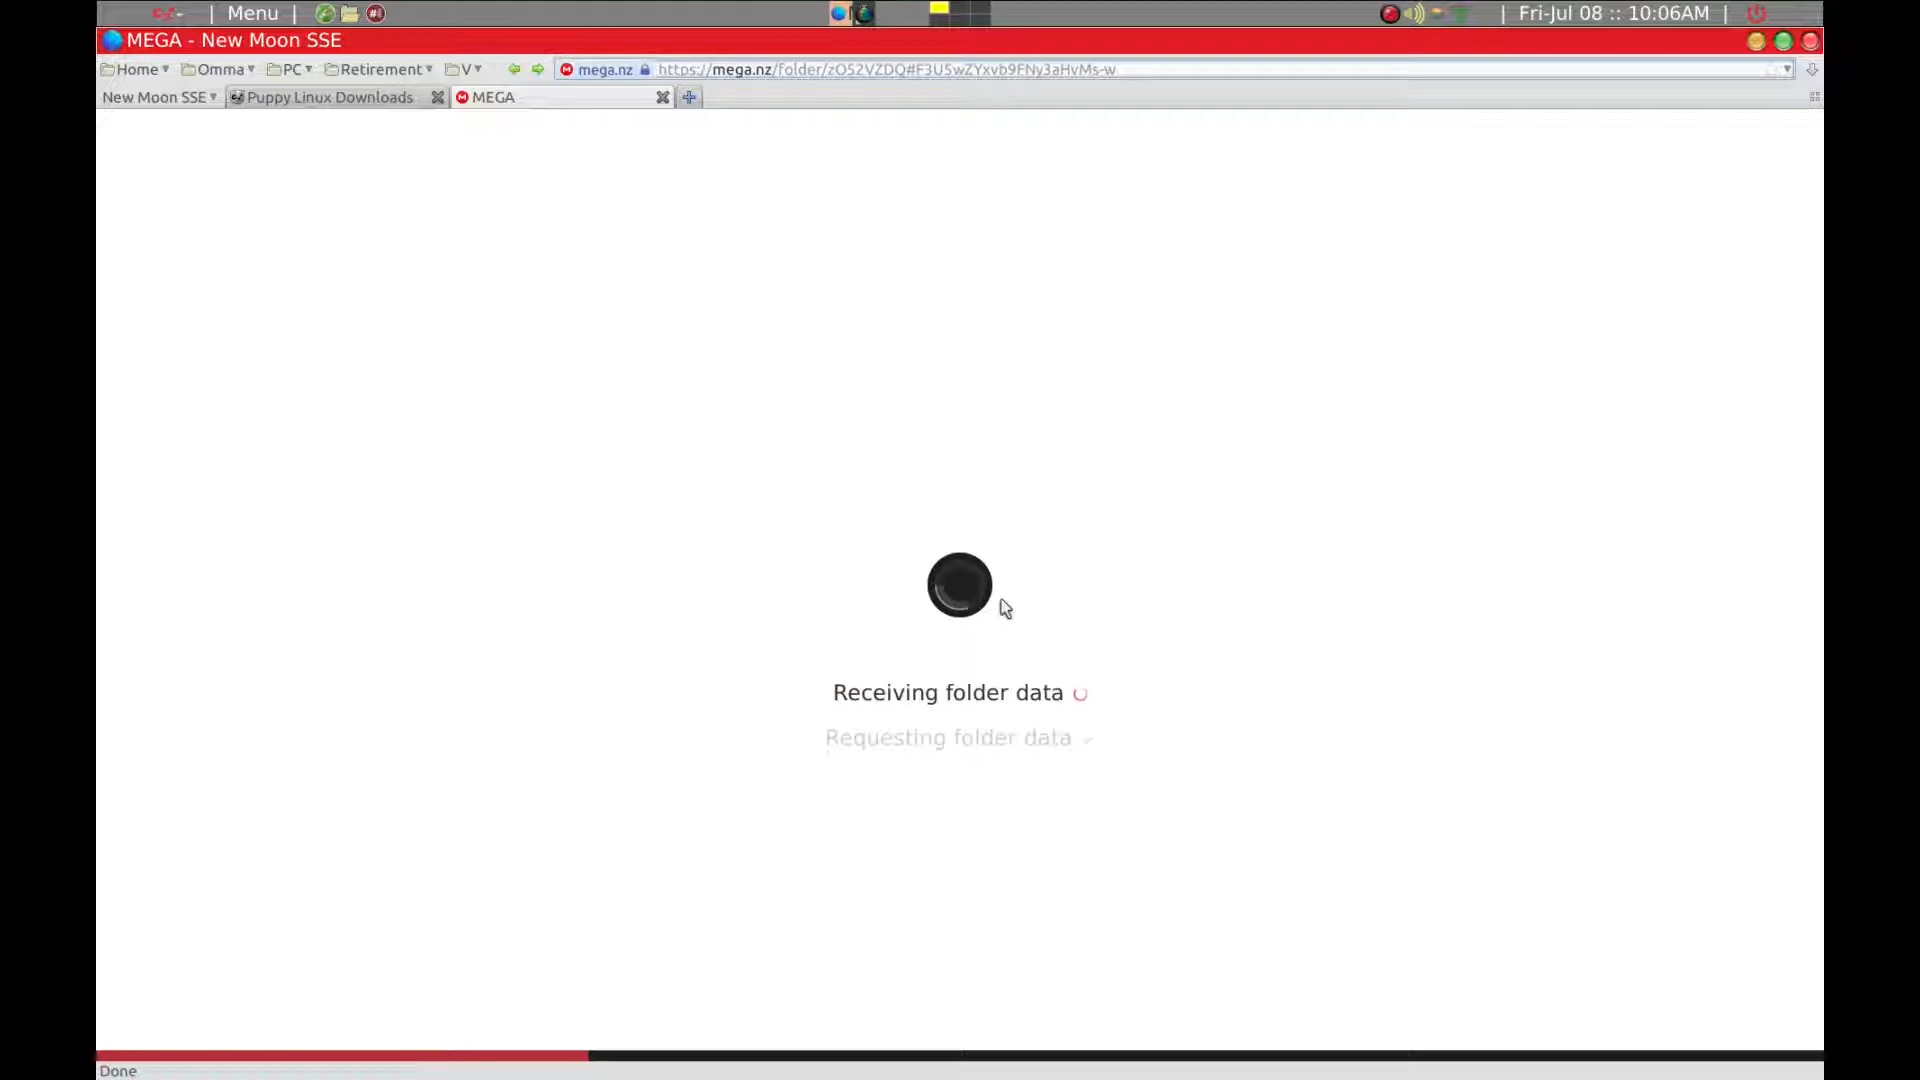 | Menu |
| Fri-Jul 08 :: 10:06AM |
MEGA - New Moon SSE
Home Omma PC Retirement V mega.nz https://mega.nz/folder/zO52VZDQ#F3U5wZYxvb9FNy3aHvMs-w
New Moon SSE Puppy Linux Downloads MEGA
Receiving folder data
Requesting folder data
Done